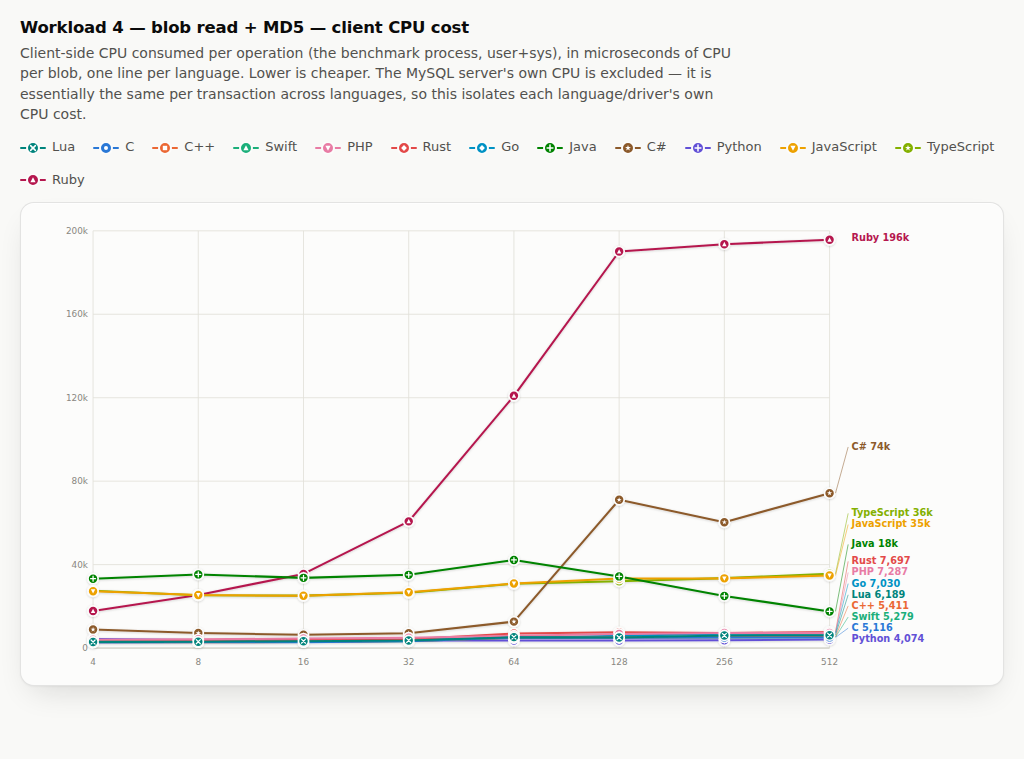 Workload 4 — blob read + MD5 — client CPU cost
Client-side CPU consumed per operation (the benchmark process, user+sys), in microseconds of CPU
per blob, one line per language. Lower is cheaper. The MySQL server's own CPU is excluded — it is
essentially the same per transaction across languages, so this isolates each language/driver's own
CPU cost.
Lua C C++ Swift PHP Rust Go Java C# Python JavaScript TypeScript
Ruby
200k
160k
120k
80k
40k
0
4 8 16 32 64 128 256 512
Ruby 196k
C# 74k
TypeScript 36k
JavaScript 35k
Java 18k
Rust 7,697
PHP 7,287
Go 7,030
Lua 6,189
C++ 5,411
Swift 5,279
C 5,116
Python 4,074